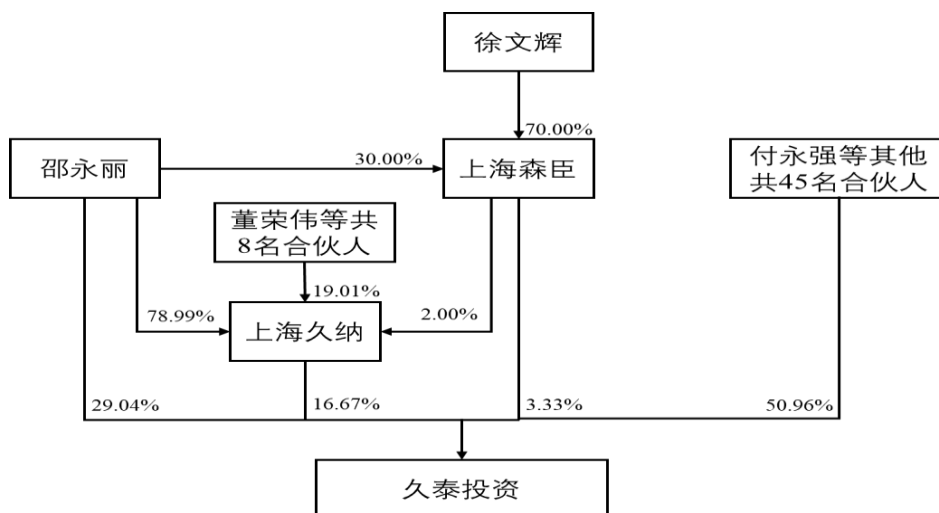 徐文辉
70.00%
邵永丽
30.00%
上海森臣
付永强等其他
共45名合伙人
董荣伟等共
8名合伙人
19.01%
78.99%
上海久纳
2.00%
29.04%
16.67%
3.33%
50.96%
久泰投资